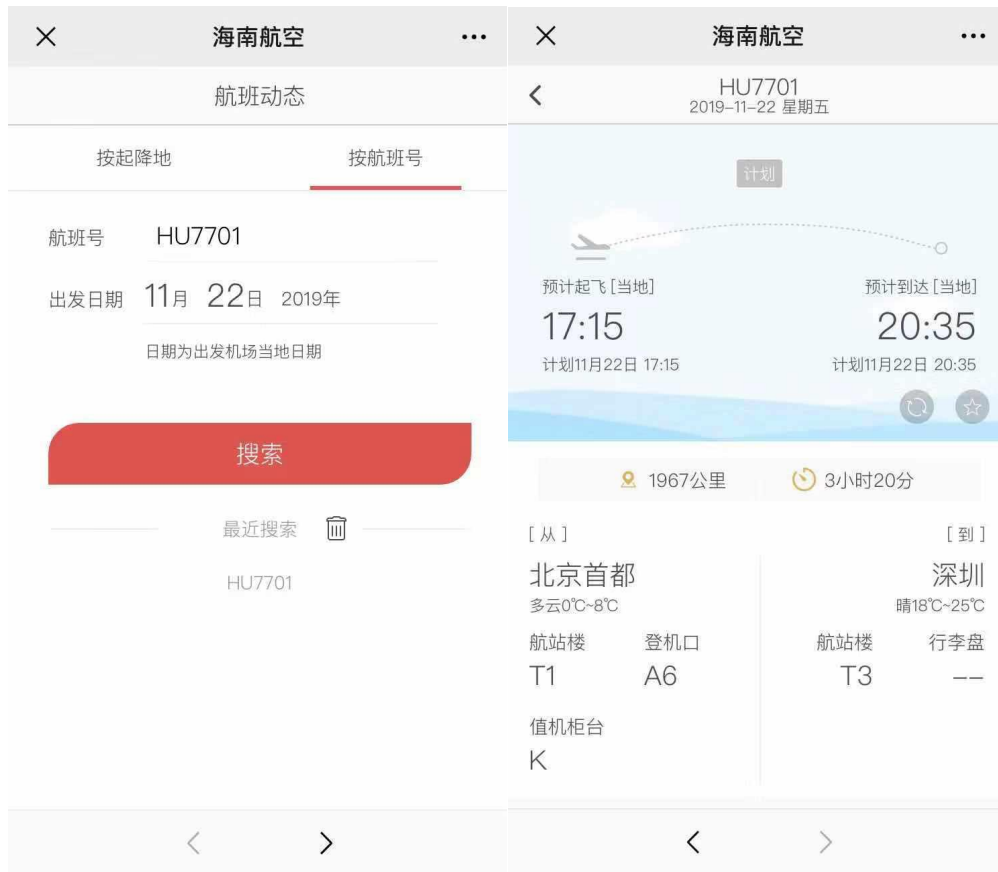 海南航空
航班动态
按起降地 按航班号
航班号 HU7701
出发日期 11月 22日 2019年
日期为出发机场当地日期
搜索
最近搜索
HU7701
海南航空
HU7701
2019-11-22 星期五
计划
预计起飞[当地] 预计到达[当地]
17:15 20:35
计划11月22日 17:15 计划11月22日 20:35
1967公里 3小时20分
[从] [到]
北京首都 深圳
多云0℃~8℃ 晴18℃~25℃
航站楼 登机口 航站楼 行李盘
T1 A6 T3 --
值机柜台
K